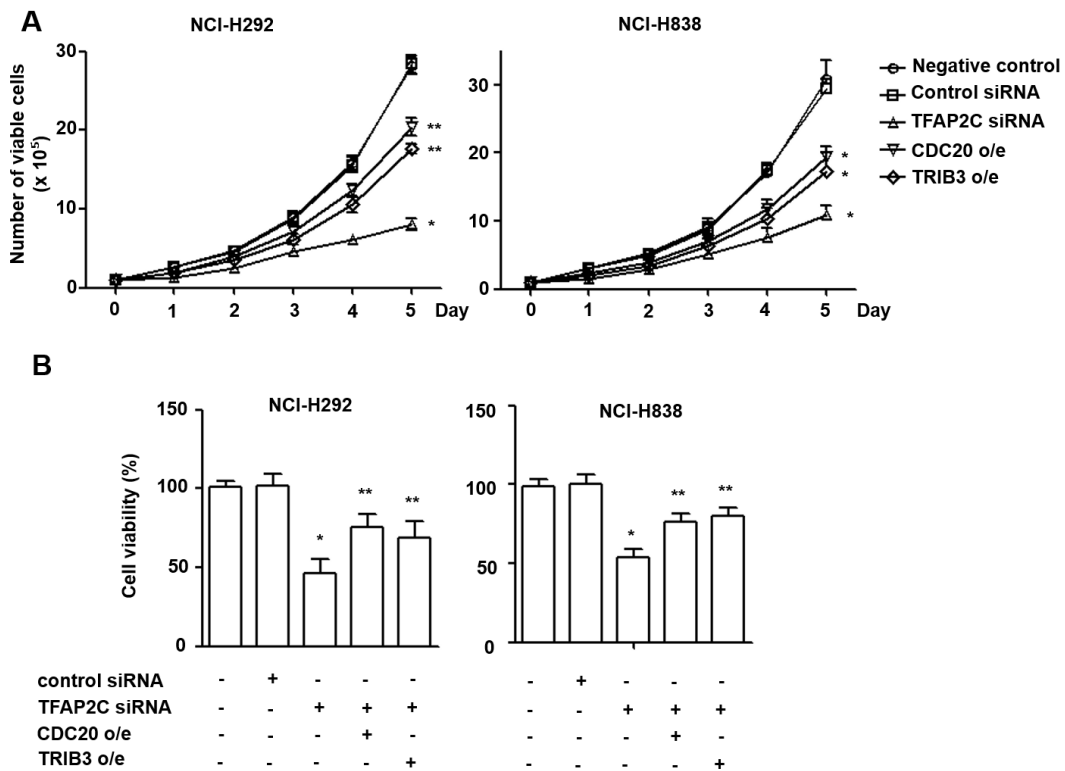 A
NCI-H292
NCI-H838
Number of viable cells
(x 10⁵)
30
20
10
0
0 1 2 3 4 5 Day
**
**
*
30
20
10
0
0 1 2 3 4 5 Day
*
*
*
Negative control
Control siRNA
TFAP2C siRNA
CDC20 o/e
TRIB3 o/e
B
NCI-H292
NCI-H838
Cell viability (%)
150
100
50
0
* ** **
150
100
50
0
* ** **
control siRNA - + - - - - + - - -
TFAP2C siRNA - - + + + - - + + +
CDC20 o/e - - - + - - - - + -
TRIB3 o/e - - - - + - - - - +